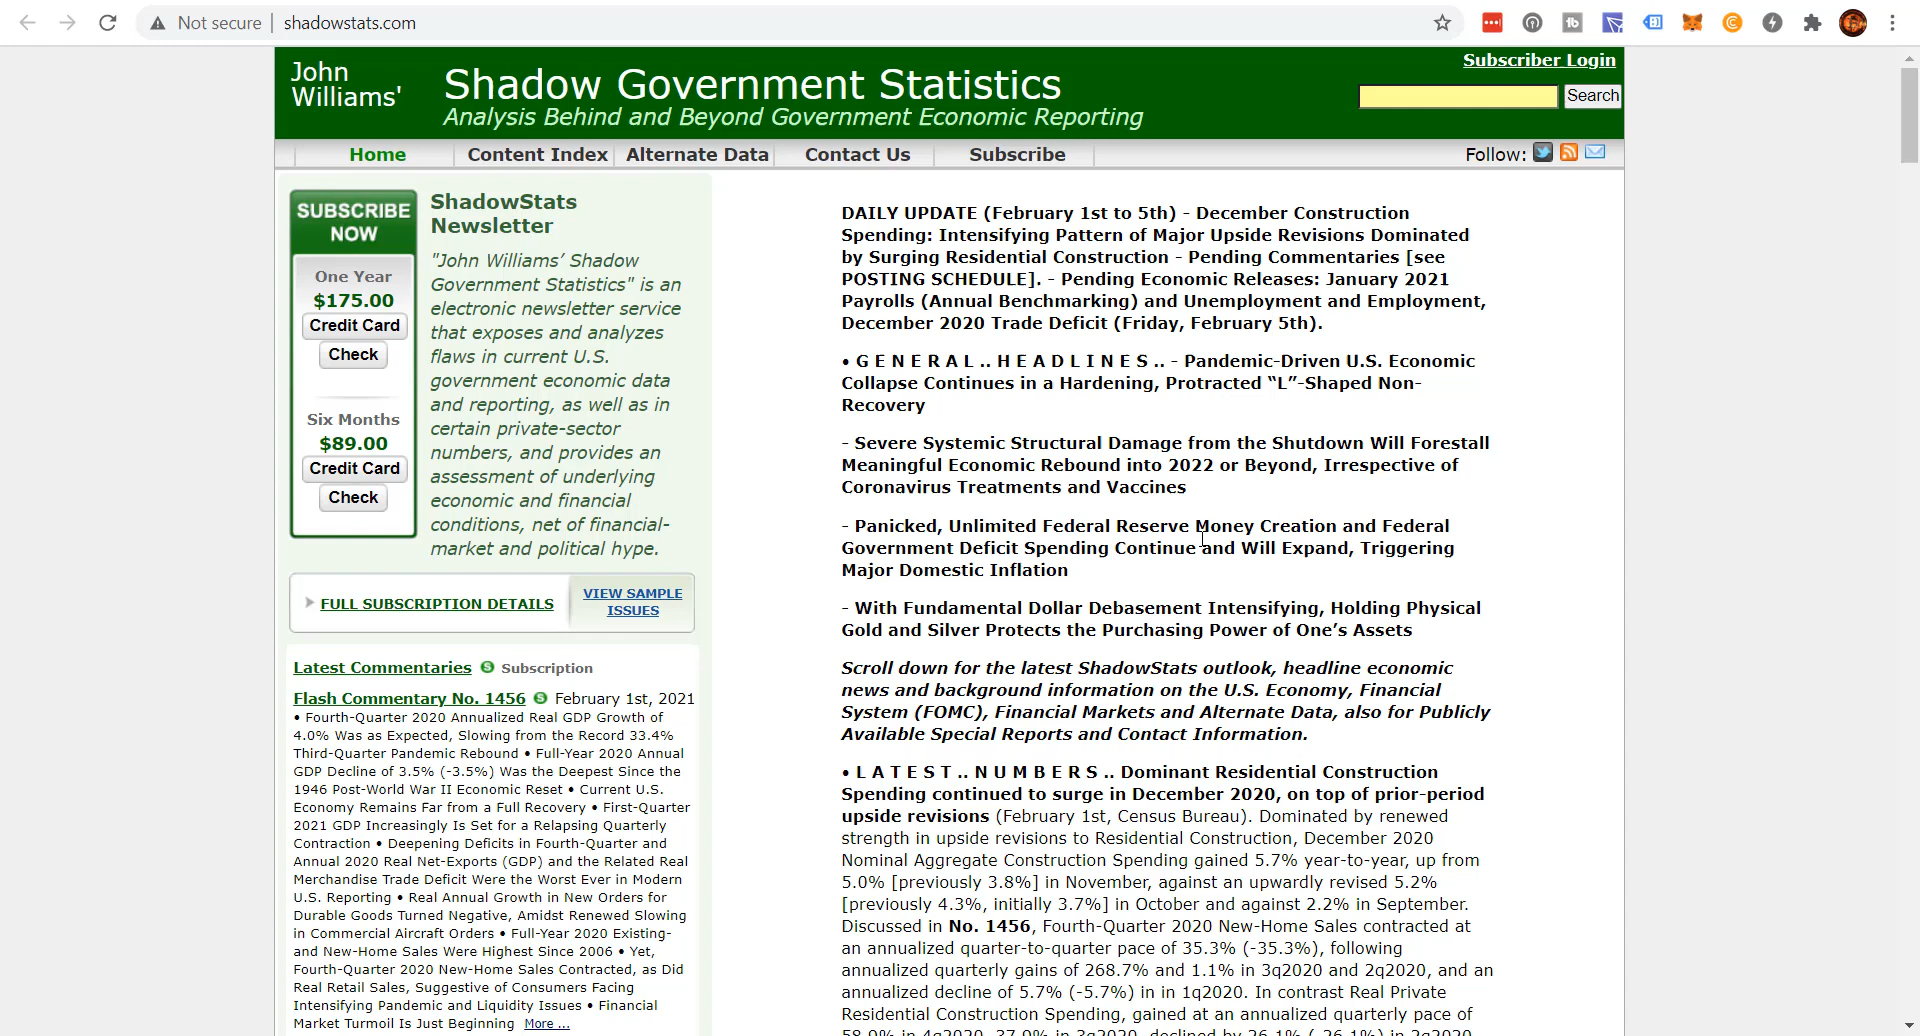 Not secure | shadowstats.com
Subscriber Login
John
Williams'
Shadow Government Statistics
Analysis Behind and Beyond Government Economic Reporting
Search
Home
Content Index
Alternate Data
Contact Us
Subscribe
Follow:
SUBSCRIBE
NOW
One Year
$175.00
Credit Card
Check
Six Months
$89.00
Credit Card
Check
ShadowStats
Newsletter
"John Williams’ Shadow
Government Statistics" is an
electronic newsletter service
that exposes and analyzes
flaws in current U.S.
government economic data
and reporting, as well as in
certain private-sector
numbers, and provides an
assessment of underlying
economic and financial
conditions, net of financial-
market and political hype.
FULL SUBSCRIPTION DETAILS
VIEW SAMPLE
ISSUES
Latest Commentaries S Subscription
Flash Commentary No. 1456 S February 1st, 2021
• Fourth-Quarter 2020 Annualized Real GDP Growth of
4.0% Was as Expected, Slowing from the Record 33.4%
Third-Quarter Pandemic Rebound • Full-Year 2020 Annual
GDP Decline of 3.5% (-3.5%) Was the Deepest Since the
1946 Post-World War II Economic Reset • Current U.S.
Economy Remains Far from a Full Recovery • First-Quarter
2021 GDP Increasingly Is Set for a Relapsing Quarterly
Contraction • Deepening Deficits in Fourth-Quarter and
Annual 2020 Real Net-Exports (GDP) and the Related Real
Merchandise Trade Deficit Were the Worst Ever in Modern
U.S. Reporting • Real Annual Growth in New Orders for
Durable Goods Turned Negative, Amidst Renewed Slowing
in Commercial Aircraft Orders • Full-Year 2020 Existing-
and New-Home Sales Were Highest Since 2006 • Yet,
Fourth-Quarter 2020 New-Home Sales Contracted, as Did
Real Retail Sales, Suggestive of Consumers Facing
Intensifying Pandemic and Liquidity Issues • Financial
Market Turmoil Is Just Beginning More ...
DAILY UPDATE (February 1st to 5th) - December Construction
Spending: Intensifying Pattern of Major Upside Revisions Dominated
by Surging Residential Construction - Pending Commentaries [see
POSTING SCHEDULE]. - Pending Economic Releases: January 2021
Payrolls (Annual Benchmarking) and Unemployment and Employment,
December 2020 Trade Deficit (Friday, February 5th).
• G E N E R A L .. H E A D L I N E S .. - Pandemic-Driven U.S. Economic
Collapse Continues in a Hardening, Protracted “L”-Shaped Non-
Recovery
- Severe Systemic Structural Damage from the Shutdown Will Forestall
Meaningful Economic Rebound into 2022 or Beyond, Irrespective of
Coronavirus Treatments and Vaccines
- Panicked, Unlimited Federal Reserve Money Creation and Federal
Government Deficit Spending Continue and Will Expand, Triggering
Major Domestic Inflation
- With Fundamental Dollar Debasement Intensifying, Holding Physical
Gold and Silver Protects the Purchasing Power of One’s Assets
Scroll down for the latest ShadowStats outlook, headline economic
news and background information on the U.S. Economy, Financial
System (FOMC), Financial Markets and Alternate Data, also for Publicly
Available Special Reports and Contact Information.
• L A T E S T .. N U M B E R S .. Dominant Residential Construction
Spending continued to surge in December 2020, on top of prior-period
upside revisions (February 1st, Census Bureau). Dominated by renewed
strength in upside revisions to Residential Construction, December 2020
Nominal Aggregate Construction Spending gained 5.7% year-to-year, up from
5.0% [previously 3.8%] in November, against an upwardly revised 5.2%
[previously 4.3%, initially 3.7%] in October and against 2.2% in September.
Discussed in No. 1456, Fourth-Quarter 2020 New-Home Sales contracted at
an annualized quarter-to-quarter pace of 35.3% (-35.3%), following
annualized quarterly gains of 268.7% and 1.1% in 3q2020 and 2q2020, and an
annualized decline of 5.7% (-5.7%) in in 1q2020. In contrast Real Private
Residential Construction Spending, gained at an annualized quarterly pace of
58.9% in 4q2020, 37.9% in 3q2020, declined by 26.1% (-26.1%) in 2q2020